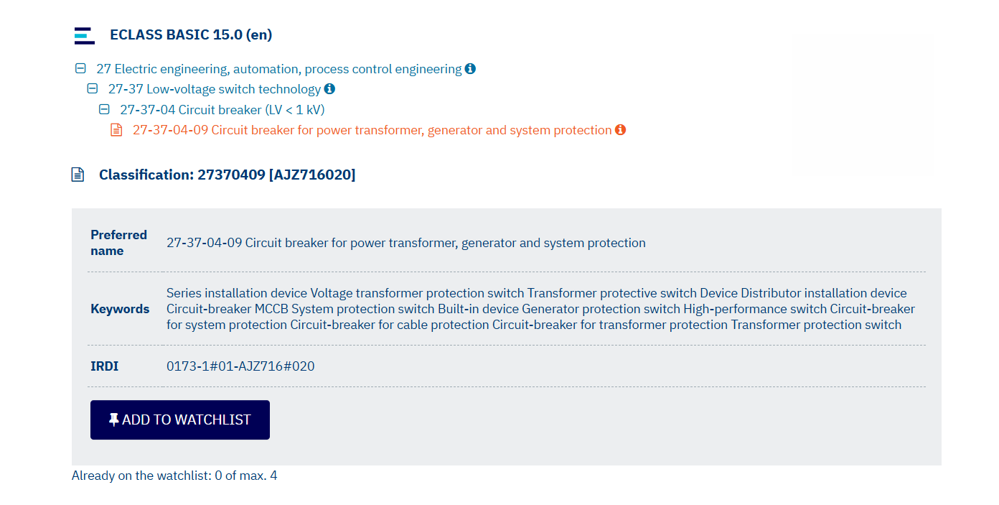 ECLASS BASIC 15.0 (en)
27 Electric engineering, automation, process control engineering
27-37 Low-voltage switch technology
27-37-04 Circuit breaker (LV < 1 kV)
27-37-04-09 Circuit breaker for power transformer, generator and system protection
Classification: 27370409 [AJZ716020]
Preferred name
27-37-04-09 Circuit breaker for power transformer, generator and system protection
Keywords
Series installation device Voltage transformer protection switch Transformer protective switch Device Distributor installation device
Circuit-breaker MCCB System protection switch Built-in device Generator protection switch High-performance switch Circuit-breaker
for system protection Circuit-breaker for cable protection Circuit-breaker for transformer protection Transformer protection switch
IRDI
0173-1#01-AJZ716#020
ADD TO WATCHLIST
Already on the watchlist: 0 of max. 4